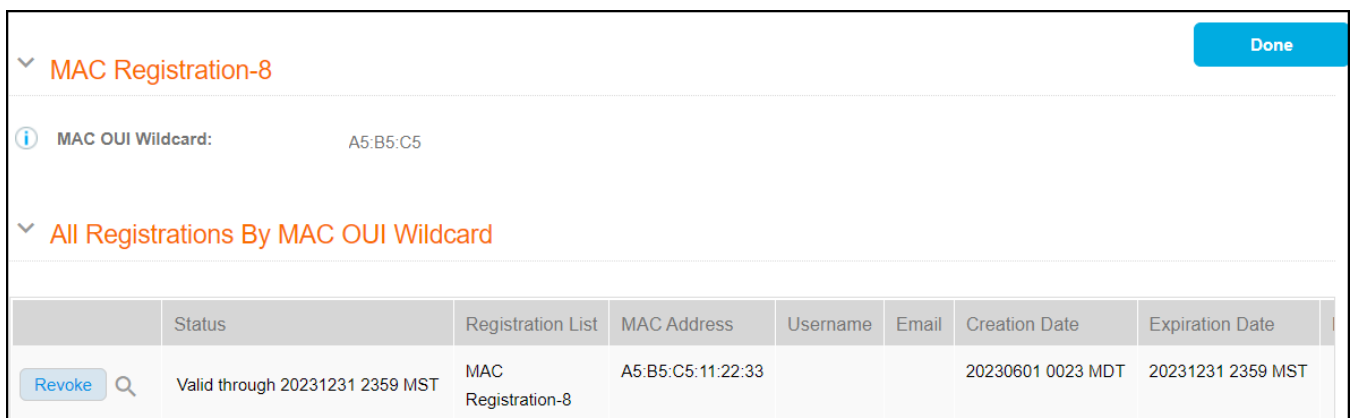 Done
MAC Registration-8
MAC OUI Wildcard: A5:B5:C5
All Registrations By MAC OUI Wildcard
Status Registration List MAC Address Username Email Creation Date Expiration Date
Revoke Valid through 20231231 2359 MST MAC Registration-8 A5:B5:C5:11:22:33 20230601 0023 MDT 20231231 2359 MST